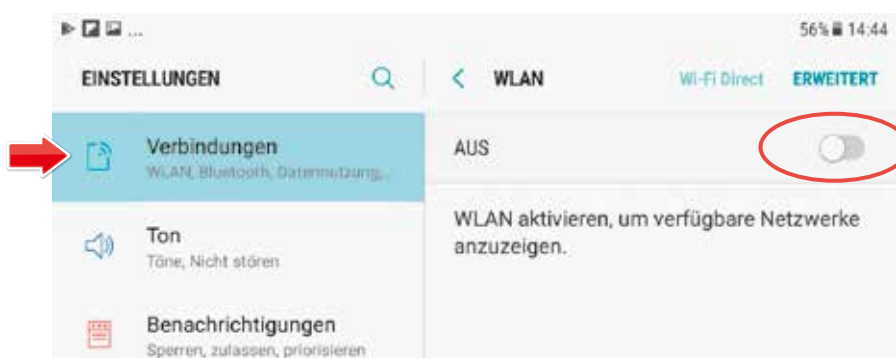 ... 56% 14:44
EINSTELLUNGEN
Verbindungen
WLAN, Bluetooth, Datennutzung,..
Ton
Töne, Nicht stören
Benachrichtigungen
Sperren, zulassen, priorisieren
WLAN Wi-Fi Direct ERWEITERT
AUS
WLAN aktivieren, um verfügbare Netzwerke
anzuzeigen.